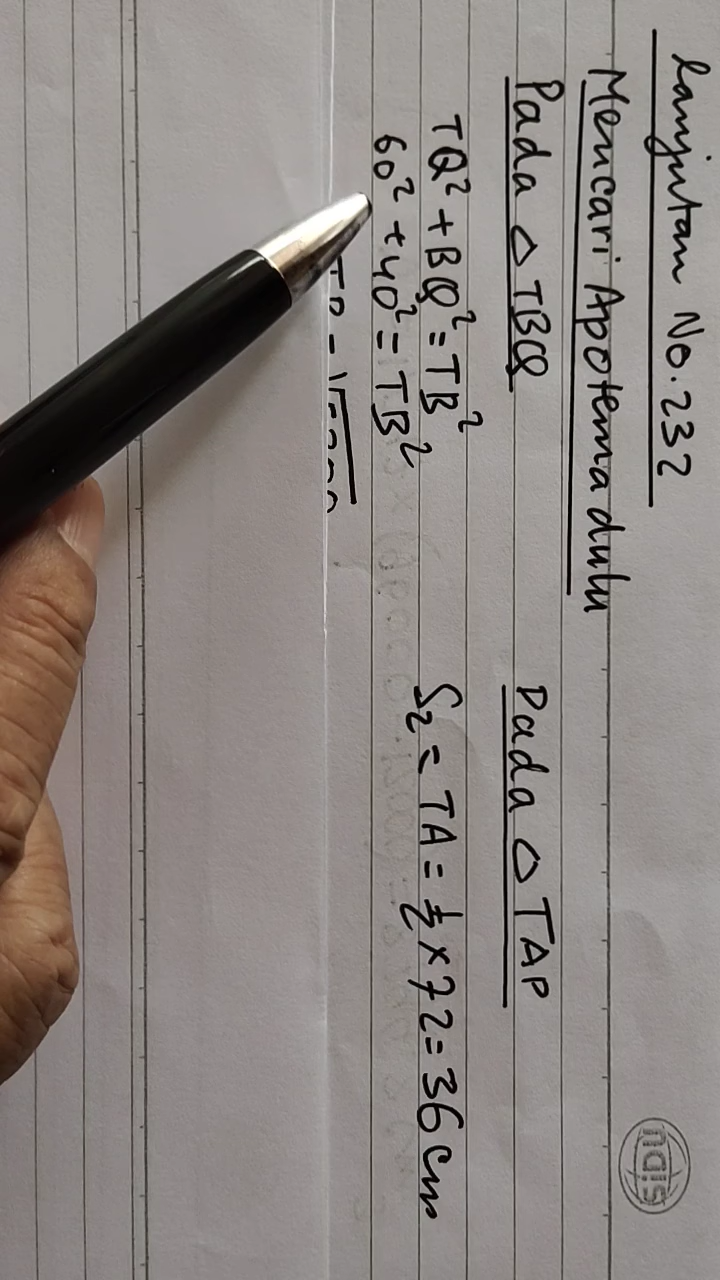 Lanjutan No.232
Mencari Apotema dulu
Pada △ TBQ
TQ² + BQ² = TB²
60² + 40² = TB²
Pada △ TAP
S₂ = TA = ½ × 72 = 36 cm
sidu